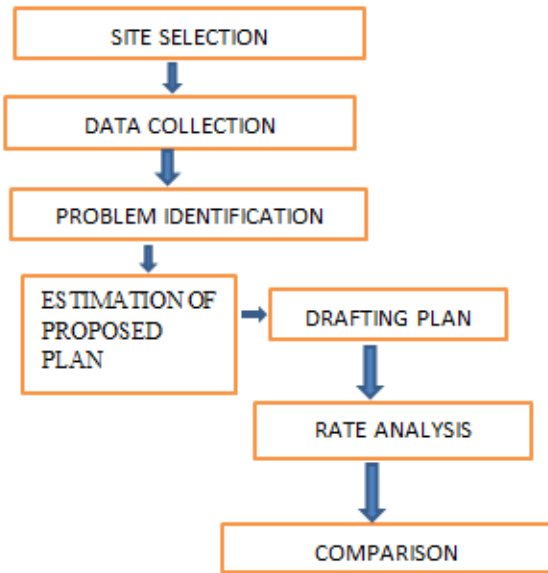 SITE SELECTION
DATA COLLECTION
PROBLEM IDENTIFICATION
ESTIMATION OF
PROPOSED
PLAN
DRAFTING PLAN
RATE ANALYSIS
COMPARISON